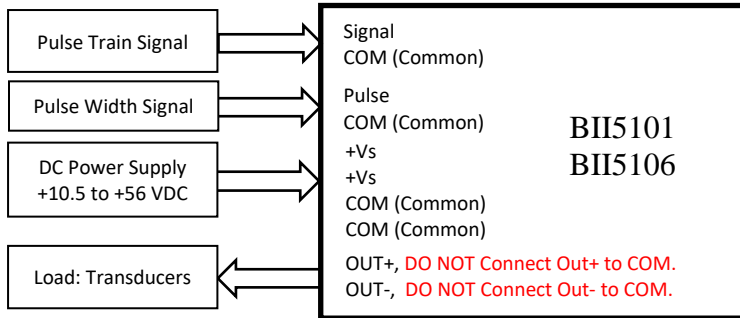 Pulse Train Signal
Pulse Width Signal
DC Power Supply
+10.5 to +56 VDC
Load: Transducers
Signal
COM (Common)
Pulse
COM (Common)
+Vs
+Vs
COM (Common)
COM (Common)
OUT+, DO NOT Connect Out+ to COM.
OUT-, DO NOT Connect Out- to COM.
BII5101
BII5106